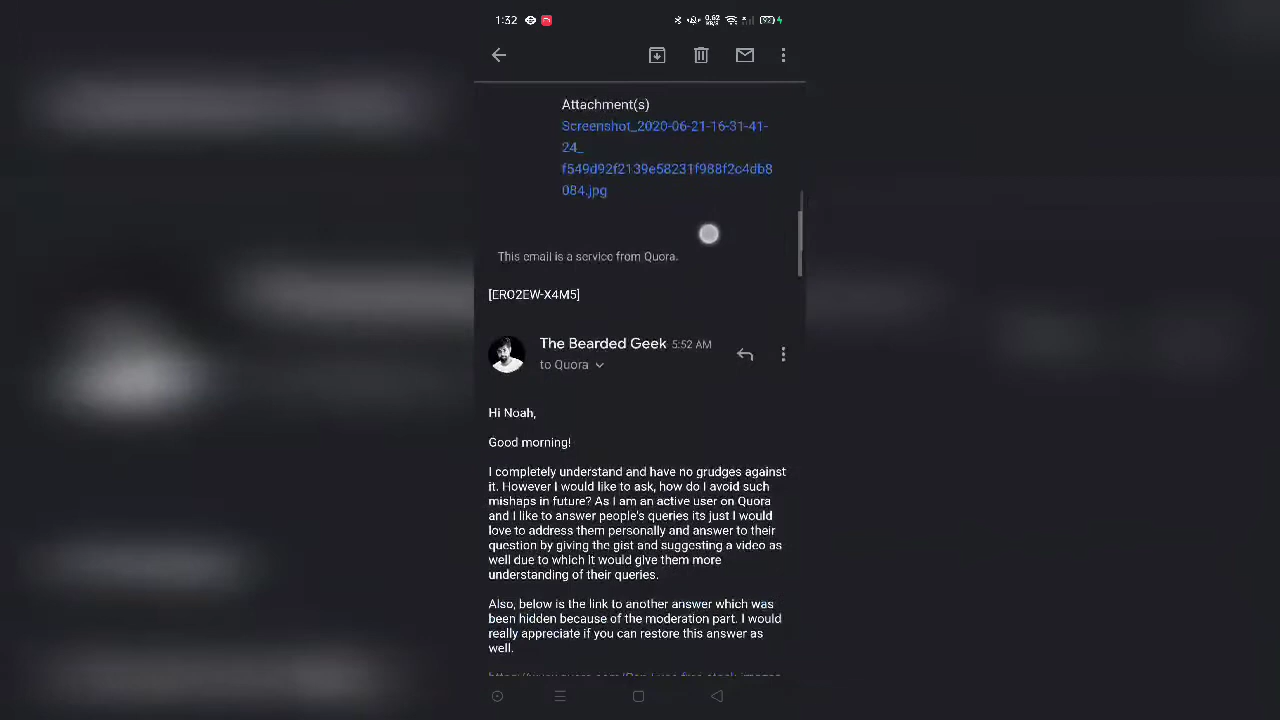 1:32
0.62
KB/S
Attachment(s)
Screenshot_2020-06-21-16-31-41-
24_
f549d92f2139e58231f988f2c4db8
084.jpg
This email is a service from Quora.
[ERO2EW-X4M5]
The Bearded Geek 5:52 AM
to Quora
Hi Noah,
Good morning!
I completely understand and have no grudges against
it. However I would like to ask, how do I avoid such
mishaps in future? As I am an active user on Quora
and I like to answer people's queries its just I would
love to address them personally and answer to their
question by giving the gist and suggesting a video as
well due to which it would give them more
understanding of their queries.
Also, below is the link to another answer which was
been hidden because of the moderation part. I would
really appreciate if you can restore this answer as
well.